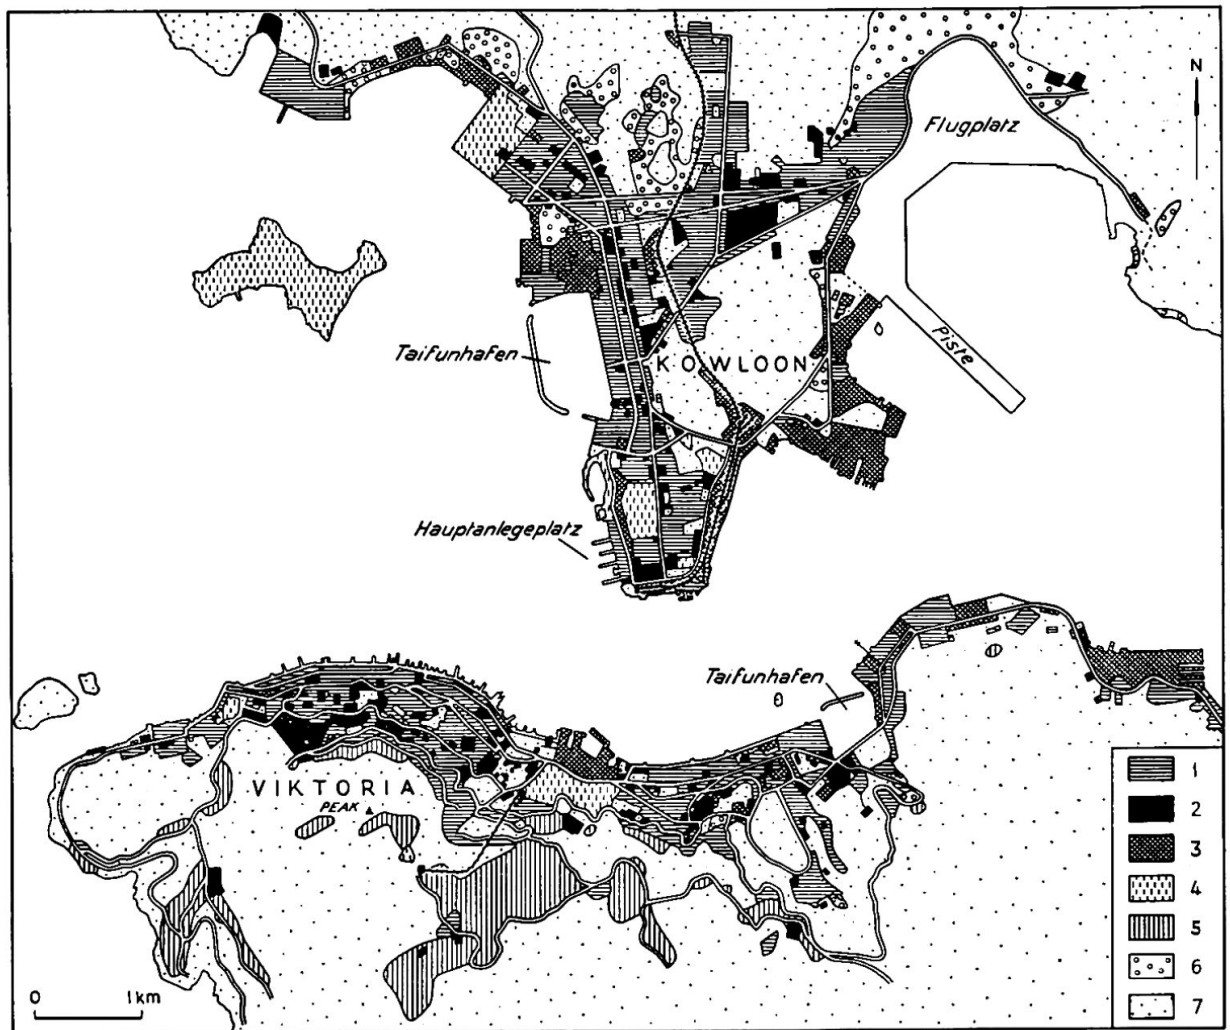 N
Flugplatz
Piste
Taifunhafen
KOWLOON
Hauptanlegeplatz
Taifunhafen
VIKTORIA
PEAK
1
2
3
4
5
6
7
0 1km